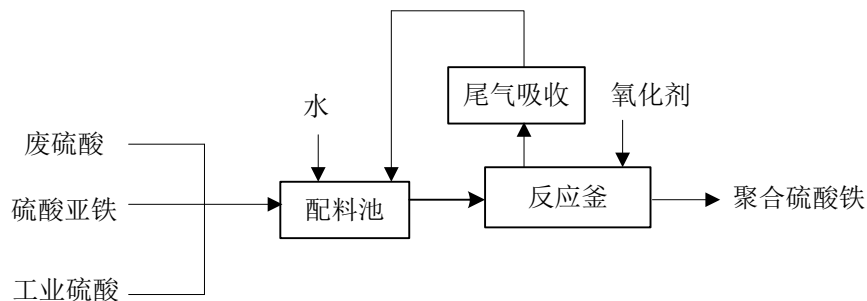 尾气吸收
氧化剂
水
废硫酸
硫酸亚铁
配料池
反应釜
聚合硫酸铁
工业硫酸